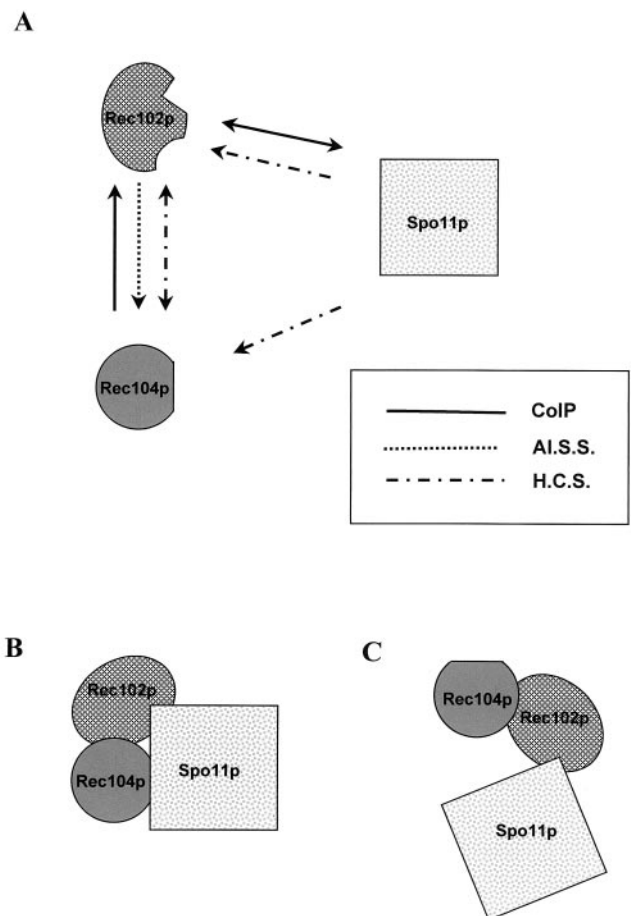 A
Rec102p
Spo11p
Rec104p
CoIP
Al.S.S.
H.C.S.
B
Rec102p
Rec104p
Spo11p
C
Rec104p
Rec102p
Spo11p